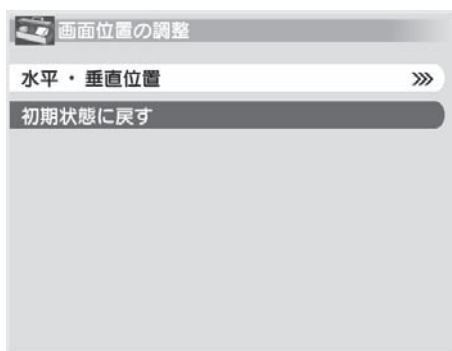 画面位置の調整
水平・垂直位置
初期状態に戻す